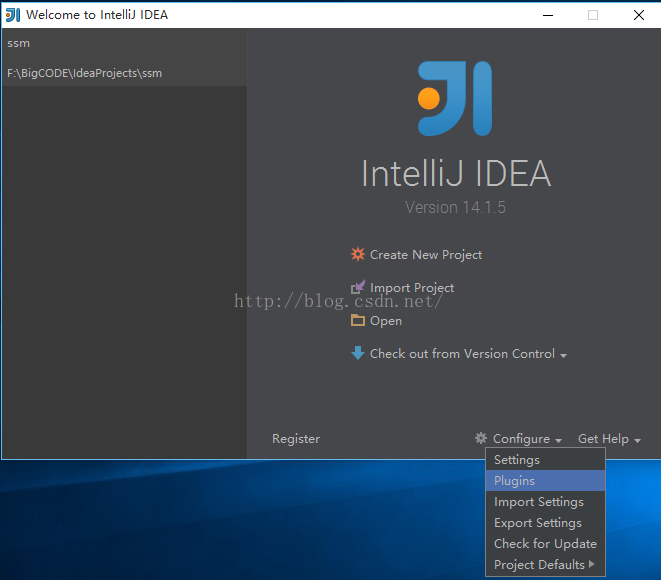 Welcome to IntelliJ IDEA
ssm
F:\BigCODE\IdeaProjects\ssm
IntelliJ IDEA
Version 14.1.5
Create New Project
Import Project
http://blog.csdn.net/
Open
Check out from Version Control
Register
Configure
Get Help
Settings
Plugins
Import Settings
Export Settings
Check for Update
Project Defaults